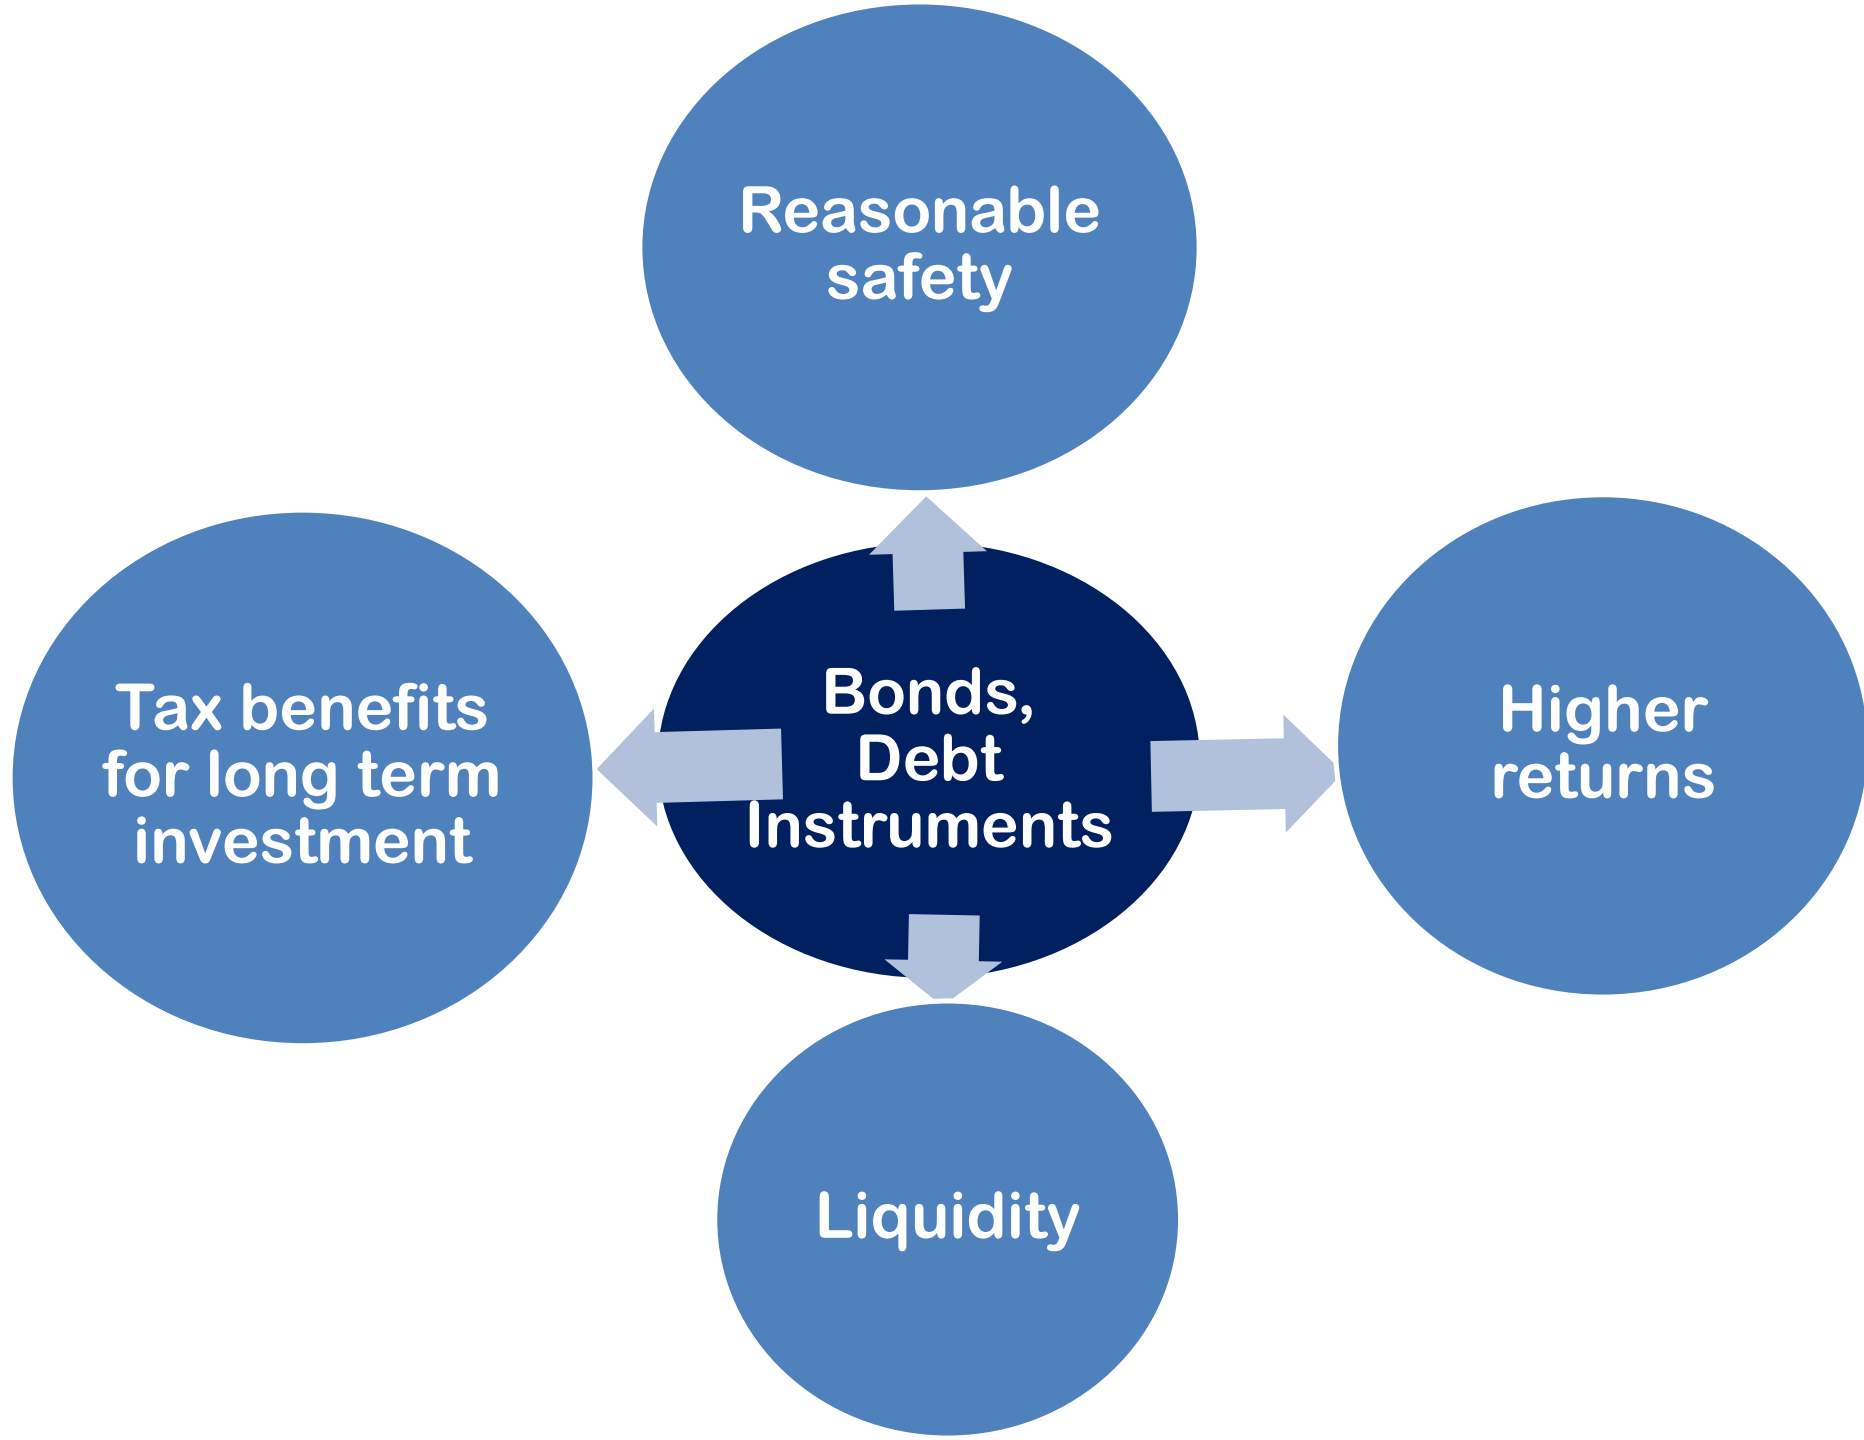 Reasonable
safety
Tax benefits
for long term
investment
Bonds,
Debt
Instruments
Higher
returns
Liquidity